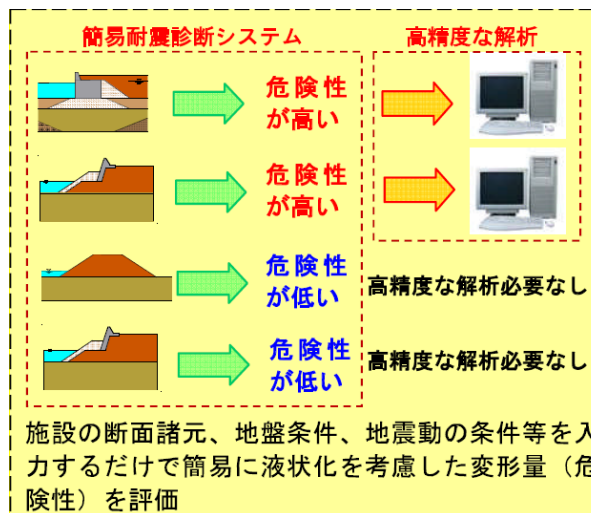 簡易耐震診断システム
高精度な解析
危険性
が高い
危険性
が高い
危険性
が低い
高精度な解析必要なし
危険性
が低い
高精度な解析必要なし
施設の断面諸元、地盤条件、地震動の条件等を入
力するだけで簡易に液状化を考慮した変形量（危
険性）を評価